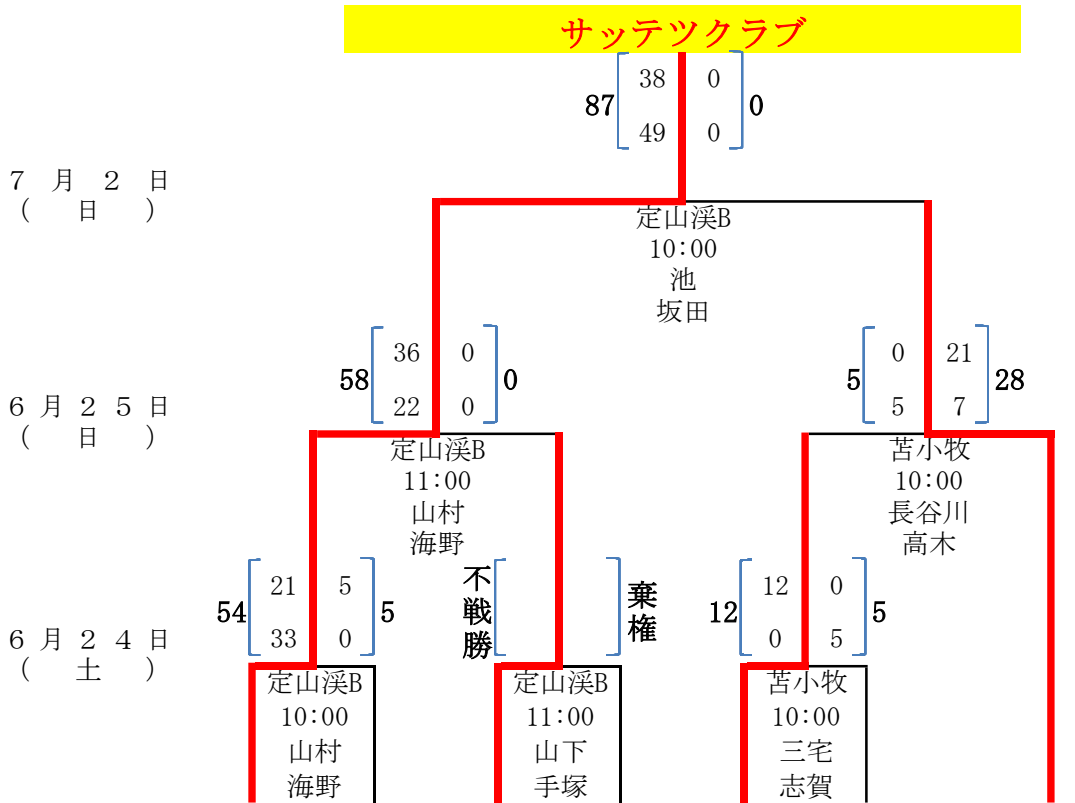 サッテツクラブ
38 0
87 0
49 0
7 月 2 日
( 日 )
定山渓B
10:00
池
坂田
36 0 0 21
58 0 5 28
22 0 5 7
6 月 2 5 日
( 日 )
定山渓B 苫小牧
11:00 10:00
山村 長谷川
海野 高木
21 5 不戦勝 棄権 12 0
54 5 12 5
33 0 0 5
6 月 2 4 日
( 土 )
定山渓B 定山渓B 苫小牧
10:00 11:00 10:00
山村 山下 三宅
海野 手塚 志賀